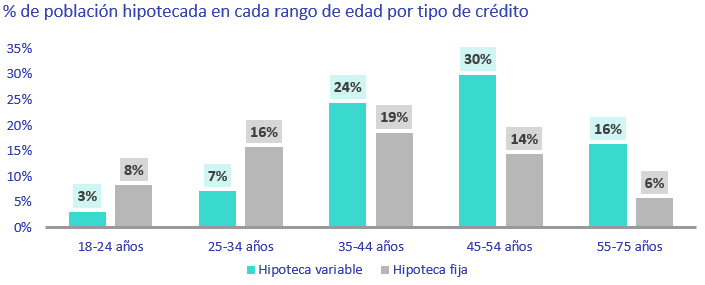 % de población hipotecada en cada rango de edad por tipo de crédito
35%
30%
25%
20%
15%
10%
5%
0%
3%
8%
7%
16%
24%
19%
30%
14%
16%
6%
18-24 años
25-34 años
35-44 años
45-54 años
55-75 años
Hipoteca variable
Hipoteca fija